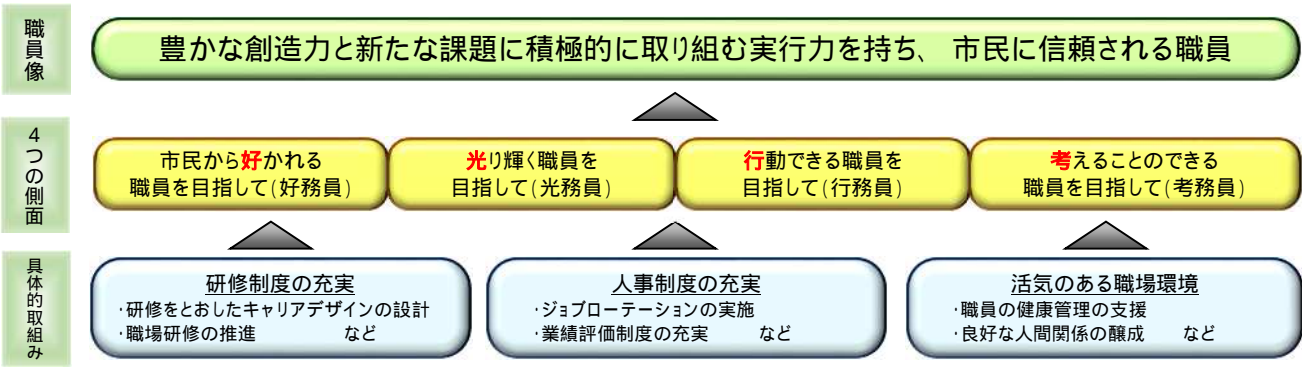 職員像
豊かな創造力と新たな課題に積極的に取り組む実行力を持ち、 市民に信頼される職員
4つの側面
市民から好かれる
職員を目指して(好務員)
光り輝く職員を
目指して(光務員)
行動できる職員を
目指して(行務員)
考えることのできる
職員を目指して(考務員)
具体的取組み
研修制度の充実
・研修をとおしたキャリアデザインの設計
・職場研修の推進 など
人事制度の充実
・ジョブローテーションの実施
・業績評価制度の充実 など
活気のある職場環境
・職員の健康管理の支援
・良好な人間関係の醸成 など